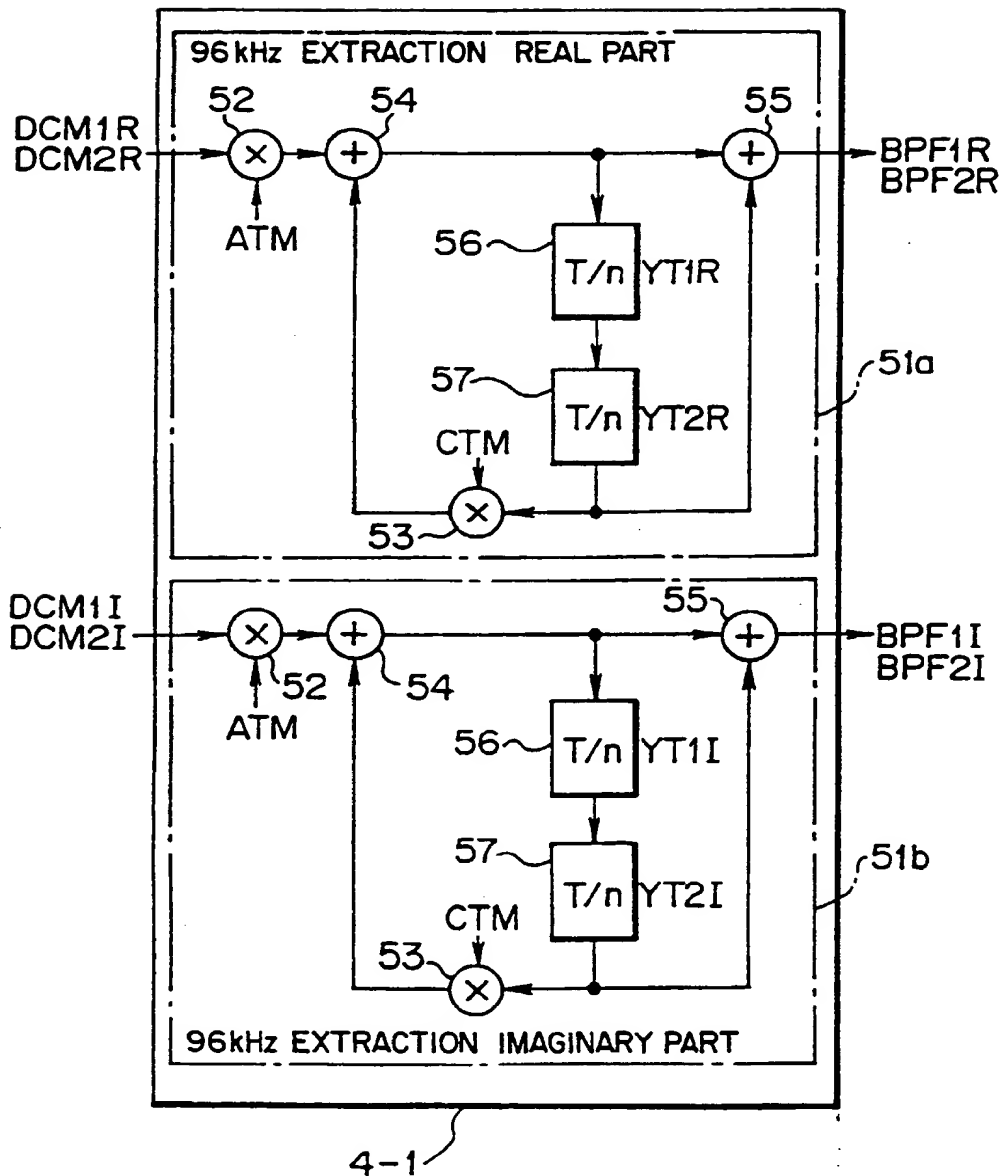 96kHz EXTRACTION REAL PART
52
54
55
DCM1R
DCM2R
×
+
+
BPF1R
BPF2R
ATM
56
T/n YT1R
51a
57
T/n YT2R
CTM
×
53
DCM1I
DCM2I
×
+
55
+
BPF1I
BPF2I
52
54
ATM
56
T/n YT1I
57
T/n YT2I
51b
CTM
53
×
96kHz EXTRACTION IMAGINARY PART
4-1